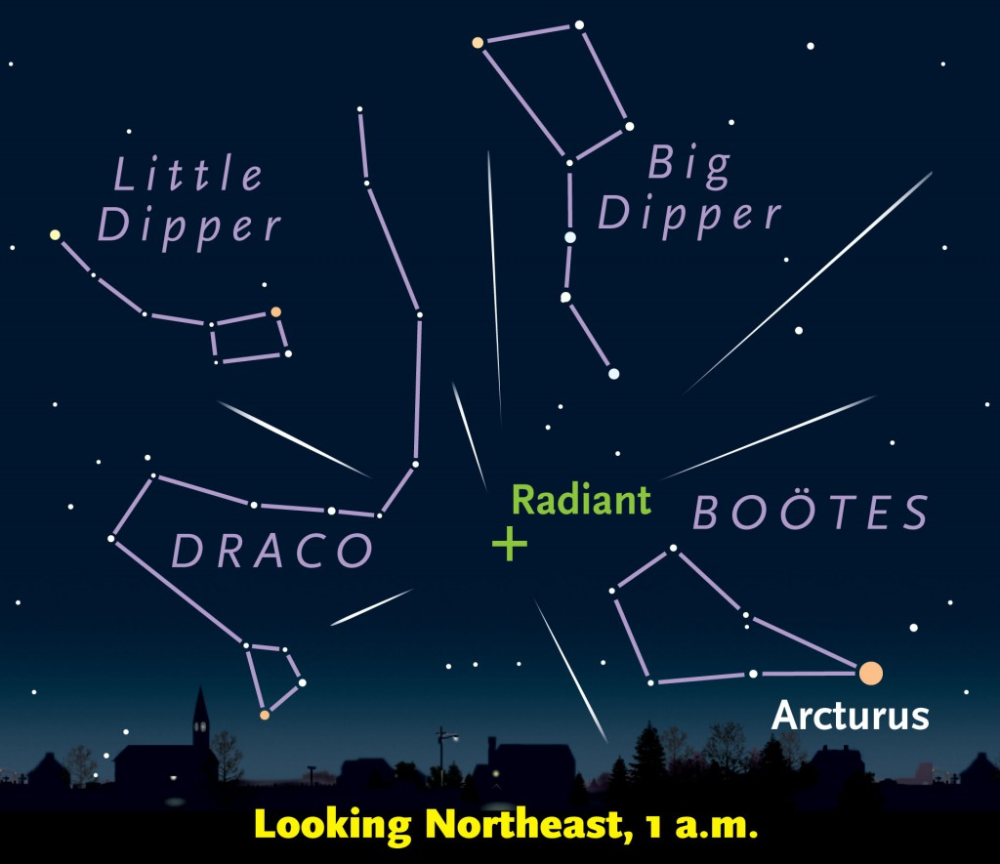 Little
Dipper
Big
Dipper
Radiant
BOÖTES
DRACO
Arcturus
Looking Northeast, 1 a.m.